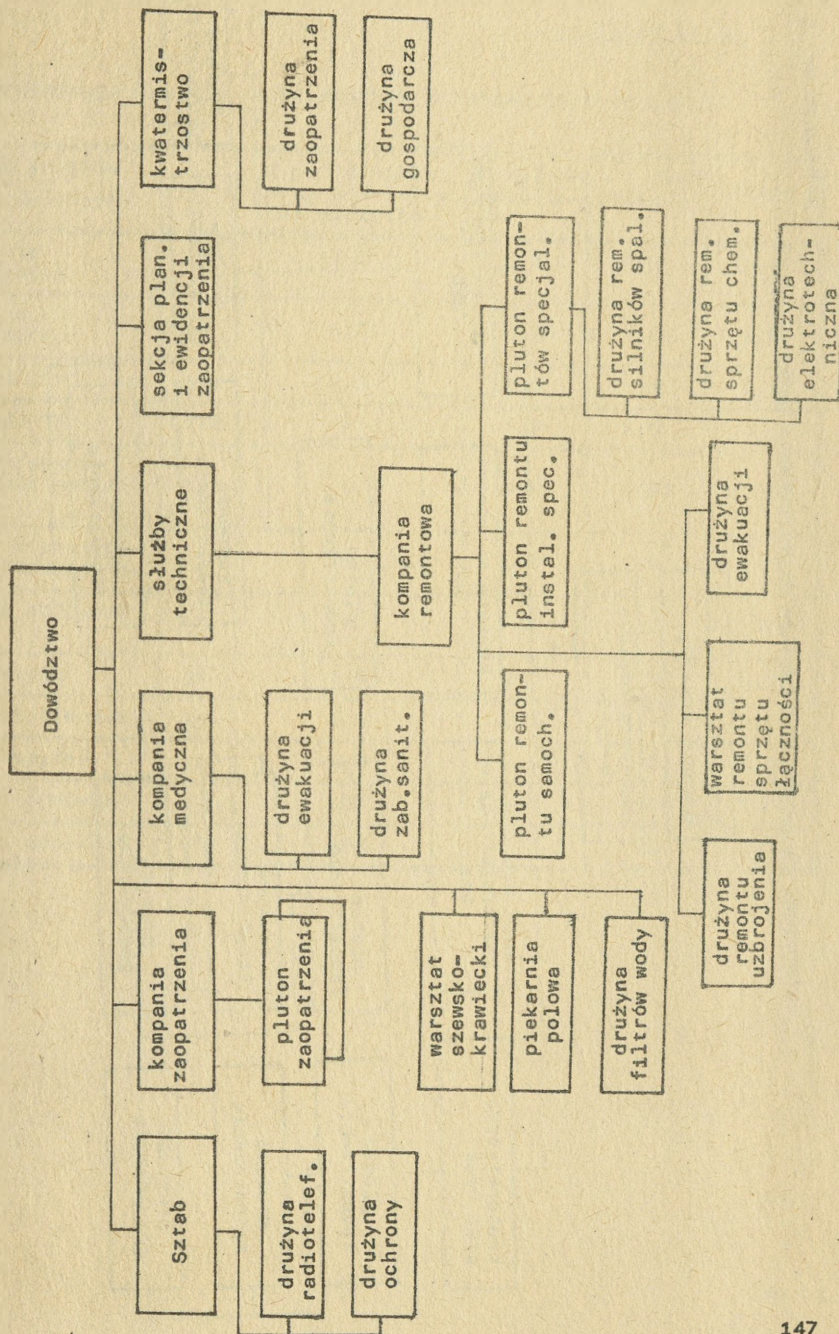 Dowództwo
Sztab
kompania
zaopatrzenia
kompania
medyczna
służby
techniczne
sekcja plan.
i ewidencji
zaopatrzenia
kwatermis-
trzostwo
drużyna
radiotelef.
drużyna
ochrony
pluton
zaopatrzenia
drużyna
ewakuacji
drużyna
zab.sanit.
drużyna
zaopatrzenia
drużyna
gospodarcza
warsztat
szewsko-
krawiecki
piekarnia
polowa
drużyna
filtrów wody
kompania
remontowa
pluton remon-
tu samoch.
pluton remontu
instal. spec.
pluton remon-
tów specjal.
drużyna rem.
silników spal.
drużyna rem.
sprzętu chem.
drużyna
elektrotech-
niczna
drużyna
remontu
uzbrojenia
warsztat
remontu
sprzętu
łączności
drużyna
ewakuacji
147